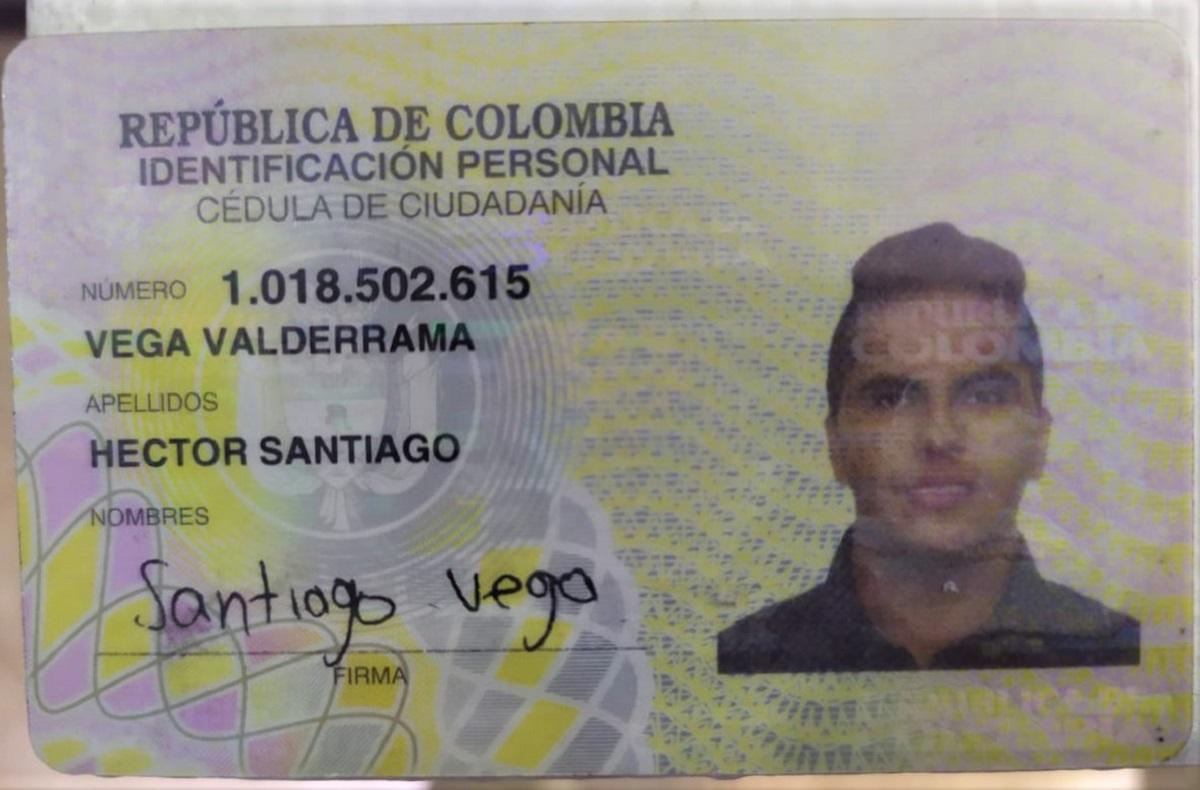 REPÚBLICA DE COLOMBIA
IDENTIFICACIÓN PERSONAL
CÉDULA DE CIUDADANÍA
NÚMERO 1.018.502.615
VEGA VALDERRAMA
APELLIDOS
HECTOR SANTIAGO
NOMBRES
Santiago Vega
FIRMA
COLOMBIA